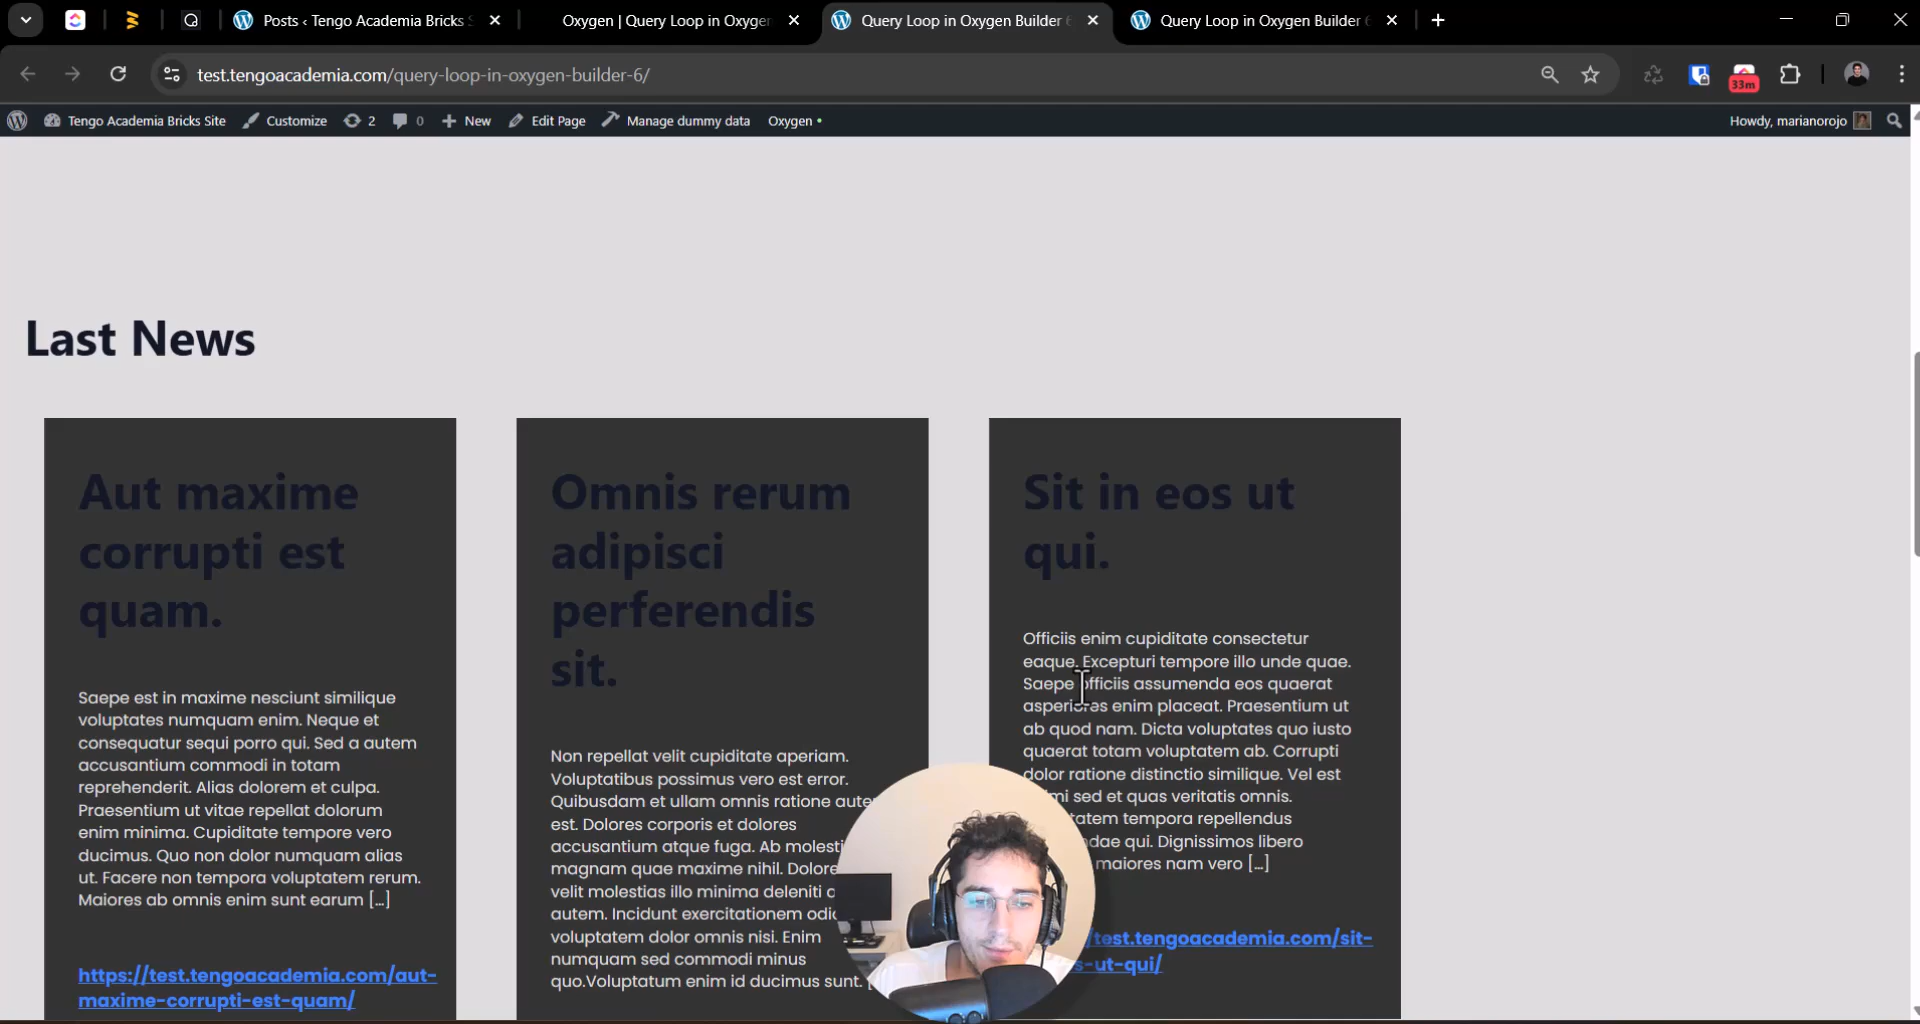 Posts ‹ Tengo Academia Bricks
Oxygen | Query Loop in Oxygen
Query Loop in Oxygen Builder
Query Loop in Oxygen Builder
test.tengoacademia.com/query-loop-in-oxygen-builder-6/
33m
Tengo Academia Bricks Site
Customize
2
0
New
Edit Page
Manage dummy data
Oxygen
Howdy, marianorojo
Last News
Aut maxime
corrupti est
quam.
Saepe est in maxime nesciunt similique
voluptates numquam enim. Neque et
consequatur sequi porro qui. Sed a autem
accusantium commodi in totam
reprehenderit. Alias dolorem et culpa.
Praesentium ut vitae repellat dolorum
enim minima. Cupiditate tempore vero
ducimus. Quo non dolor numquam alias
ut. Facere non tempora voluptatem rerum.
Maiores ab omnis enim sunt earum […]
https://test.tengoacademia.com/aut-
maxime-corrupti-est-quam/
Omnis rerum
adipisci
perferendis
sit.
Non repellat velit cupiditate aperiam.
Voluptatibus possimus vero est error.
Quibusdam et ullam omnis ratione
est. Dolores corporis et dolores
accusantium atque fuga. Ab
magnam quae maxime nihil.
velit molestias illo minima deleniti
autem. Incidunt exercitationem
voluptatem dolor omnis nisi. Enim
numquam sed commodi minus
quo.Voluptatum enim id ducimus sunt.
Sit in eos ut
qui.
Officiis enim cupiditate consectetur
eaque. Excepturi tempore illo unde quae.
Saepe officiis assumenda eos quaerat
asperiores enim placeat. Praesentium ut
ab quod nam. Dicta voluptates quo iusto
quaerat totam voluptatem ab. Corrupti
dolor ratione distinctio similique. Vel est
sed et quas veritatis omnis.
tempora repellendus
qui. Dignissimos libero
maiores nam vero […]
/test.tengoacademia.com/sit-
-ut-qui/